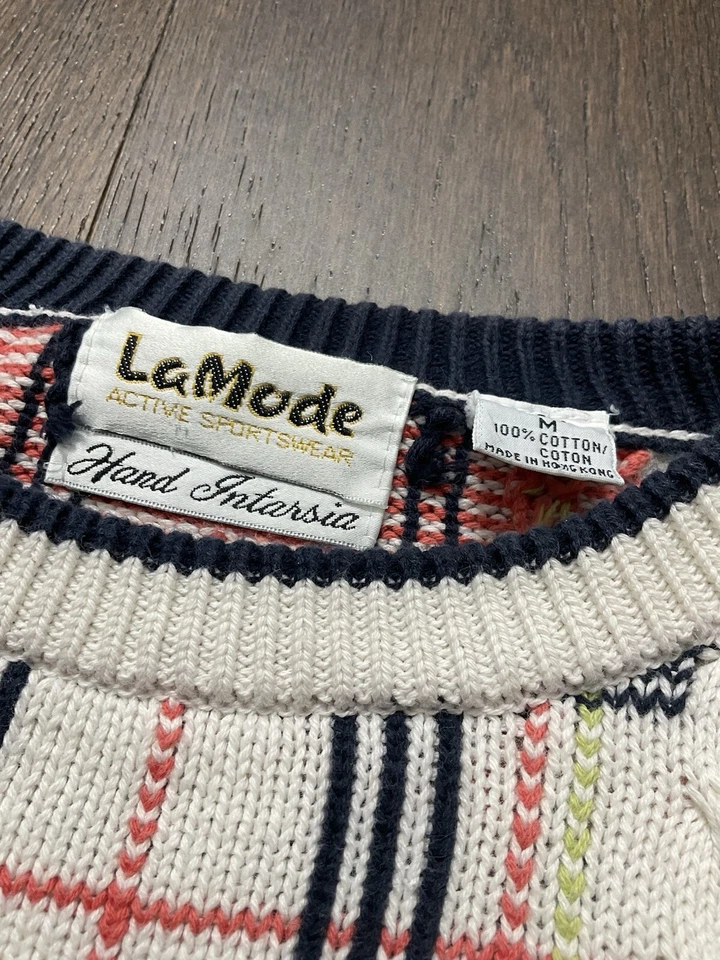 LaMode
ACTIVE SPORTSWEAR
Hand Intarsia
M
100% COTTON/
COTON
MADE IN HONG KONG